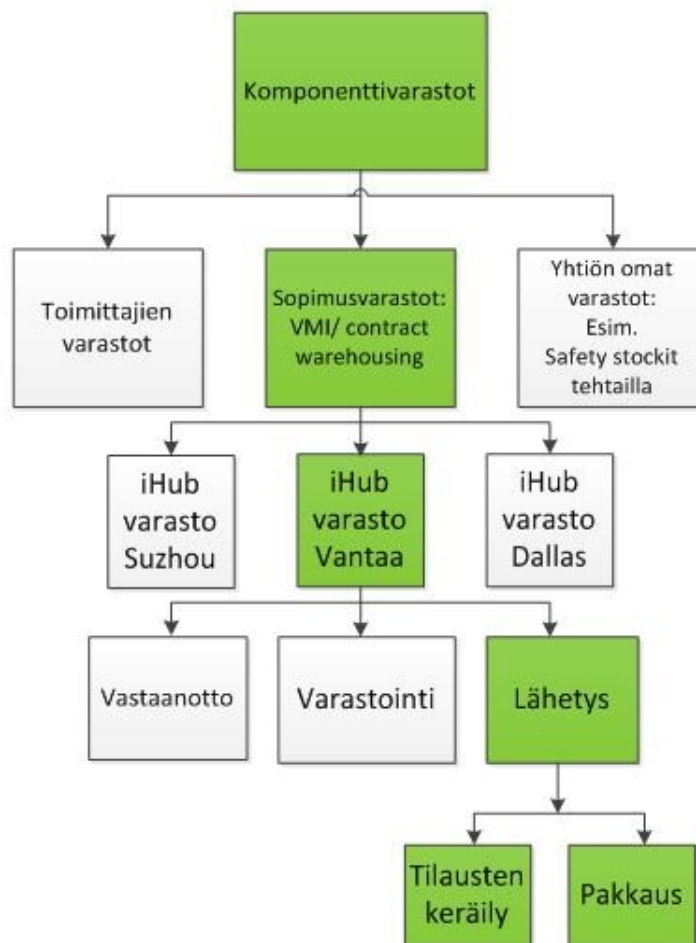 Komponenttivarastot
Toimittajien
varastot
Sopimusvarastot:
VMI/ contract
warehousing
Yhtiön omat
varastot:
Esim.
Safety stockit
tehtailla
iHub
varasto
Suzhou
iHub
varasto
Vantaa
iHub
varasto
Dallas
Vastaanotto
Varastointi
Lähetys
Tilausten
keräily
Pakkaus